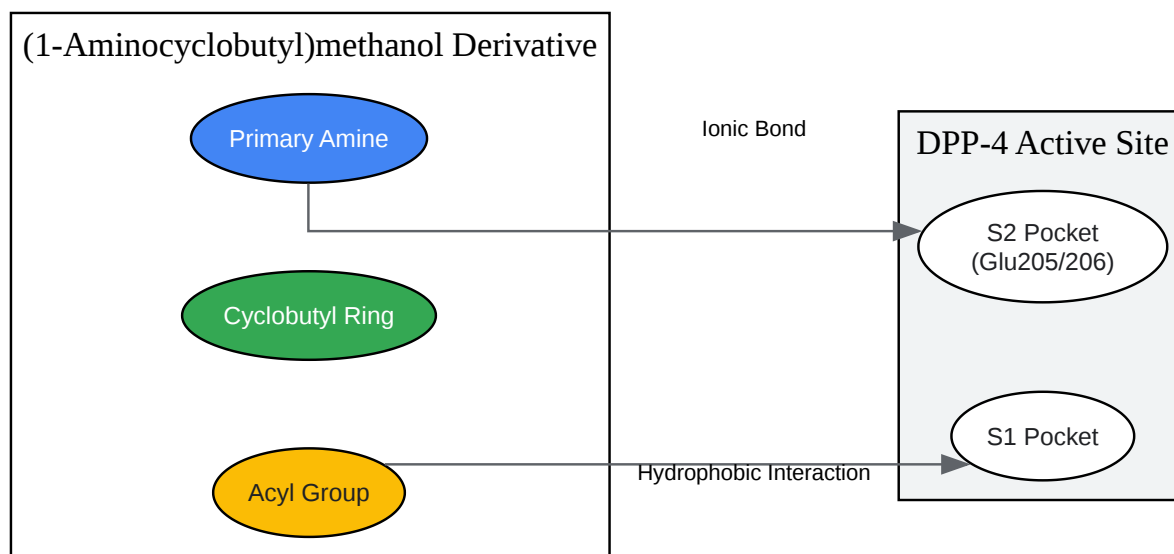 (1-Aminocyclobutyl)methanol Derivative
Primary Amine
Cyclobutyl Ring
Acyl Group
Ionic Bond
Hydrophobic Interaction
DPP-4 Active Site
S2 Pocket
(Glu205/206)
S1 Pocket